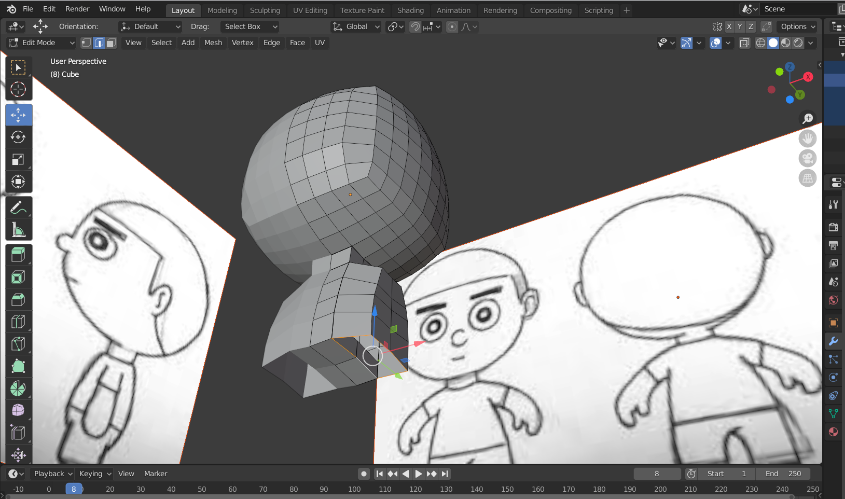 File Edit Render Window Help Layout Modeling Sculpting UV Editing Texture Paint Shading Animation Rendering Compositing Scripting + Scene
Orientation: Default Drag: Select Box Global X Y Z Options
Edit Mode View Select Add Mesh Vertex Edge Face UV
User Perspective
(8) Cube
Z
X
Y
Playback Keying View Marker 8 Start 1 End 250
-10 0 8 20 30 40 50 60 70 80 90 100 110 120 130 140 150 160 170 180 190 200 210 220 230 240 250